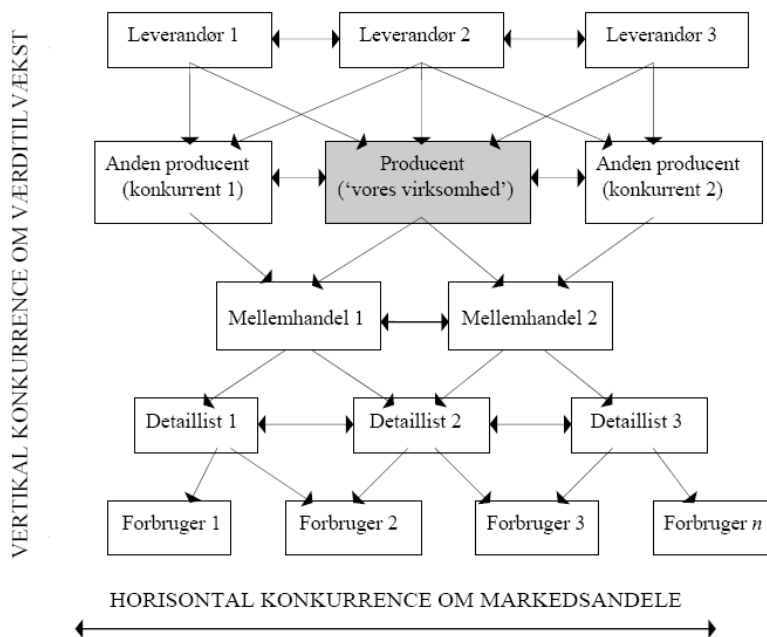 VERTIKAL KONKURRENCE OM VÆRDITILVÆKST
Leverandør 1
Leverandør 2
Leverandør 3
Anden producent
(konkurrent 1)
Producent
(‘vores virksomhed’)
Anden producent
(konkurrent 2)
Mellemhandel 1
Mellemhandel 2
Detaillist 1
Detaillist 2
Detaillist 3
Forbruger 1
Forbruger 2
Forbruger 3
Forbruger n
HORISONTAL KONKURRENCE OM MARKEDSANDELE